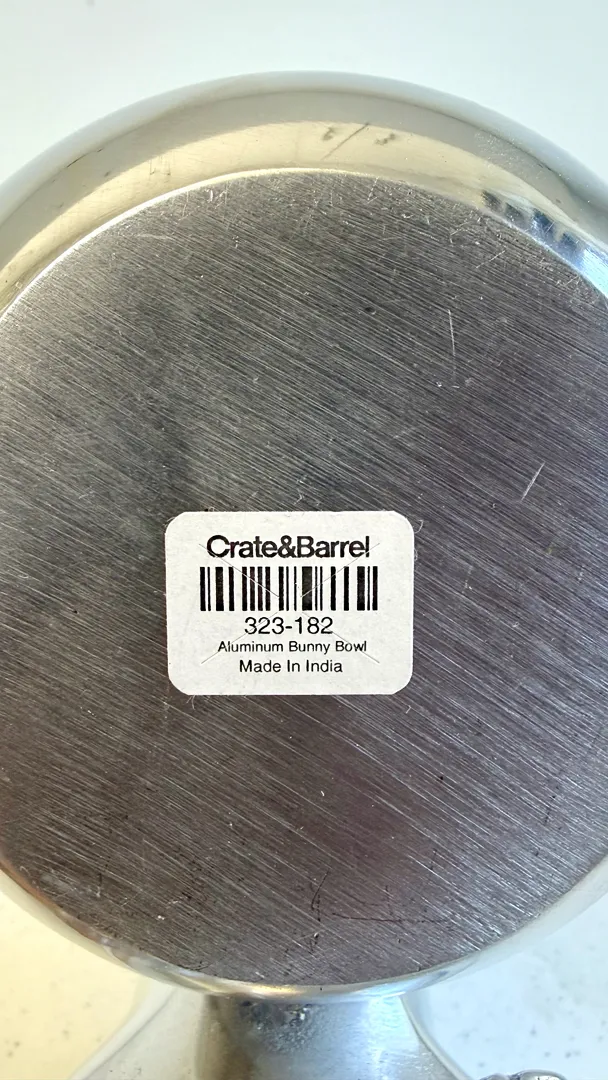 Crate&Barrel
323-182
Aluminum Bunny Bowl
Made In India